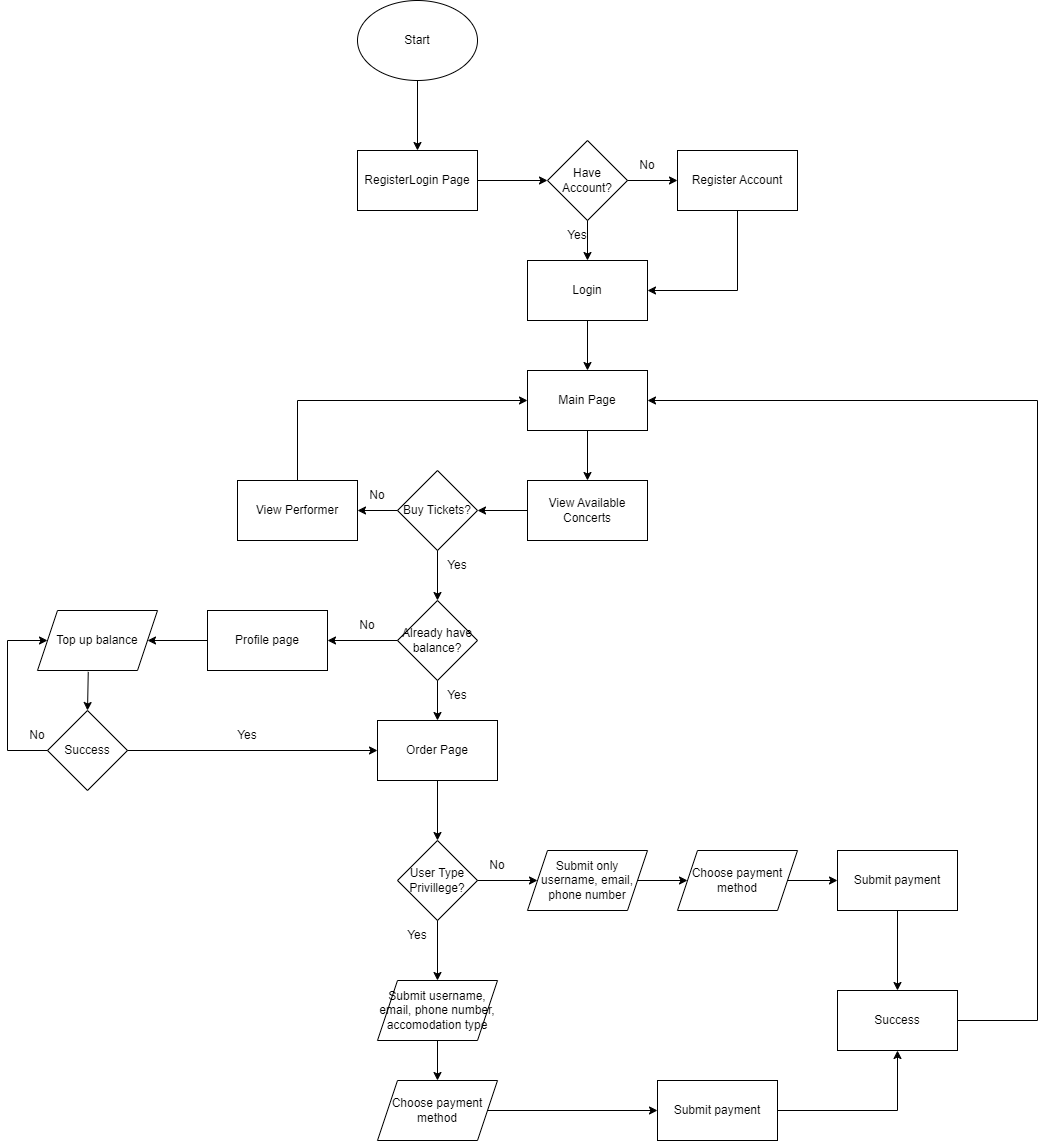 Start
RegisterLogin Page
Have
Account?
No
Register Account
Yes
Login
Main Page
View Performer
No
Buy Tickets?
View Available
Concerts
Yes
Top up balance
Profile page
No
Already have
balance?
Yes
No
Success
Yes
Order Page
User Type
Privillege?
No
Submit only
username, email,
phone number
Choose payment
method
Submit payment
Yes
Submit username,
email, phone number,
accomodation type
Success
Choose payment
method
Submit payment